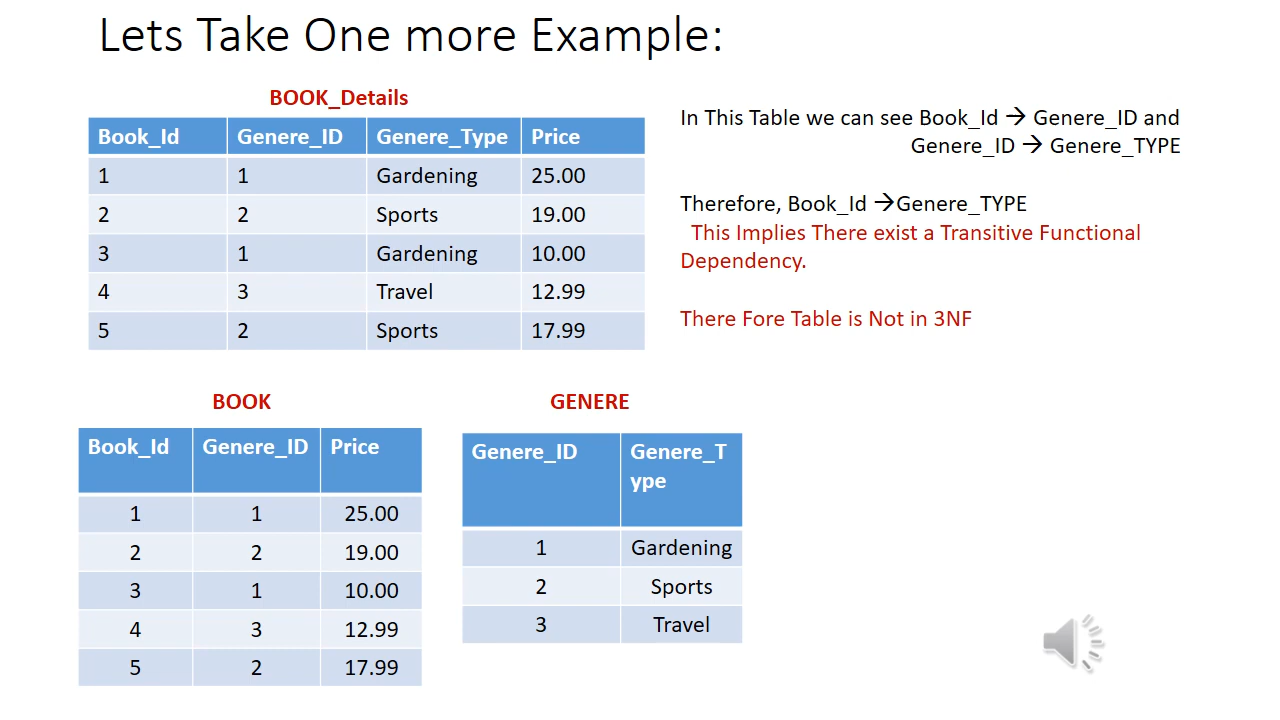 Lets Take One more Example:
BOOK_Details
Book_Id Genere_ID Genere_Type Price
1 1 Gardening 25.00
2 2 Sports 19.00
3 1 Gardening 10.00
4 3 Travel 12.99
5 2 Sports 17.99
In This Table we can see Book_Id → Genere_ID and
Genere_ID → Genere_TYPE
Therefore, Book_Id →Genere_TYPE
This Implies There exist a Transitive Functional
Dependency.
There Fore Table is Not in 3NF
BOOK
Book_Id Genere_ID Price
1 1 25.00
2 2 19.00
3 1 10.00
4 3 12.99
5 2 17.99
GENERE
Genere_ID Genere_T
ype
1 Gardening
2 Sports
3 Travel